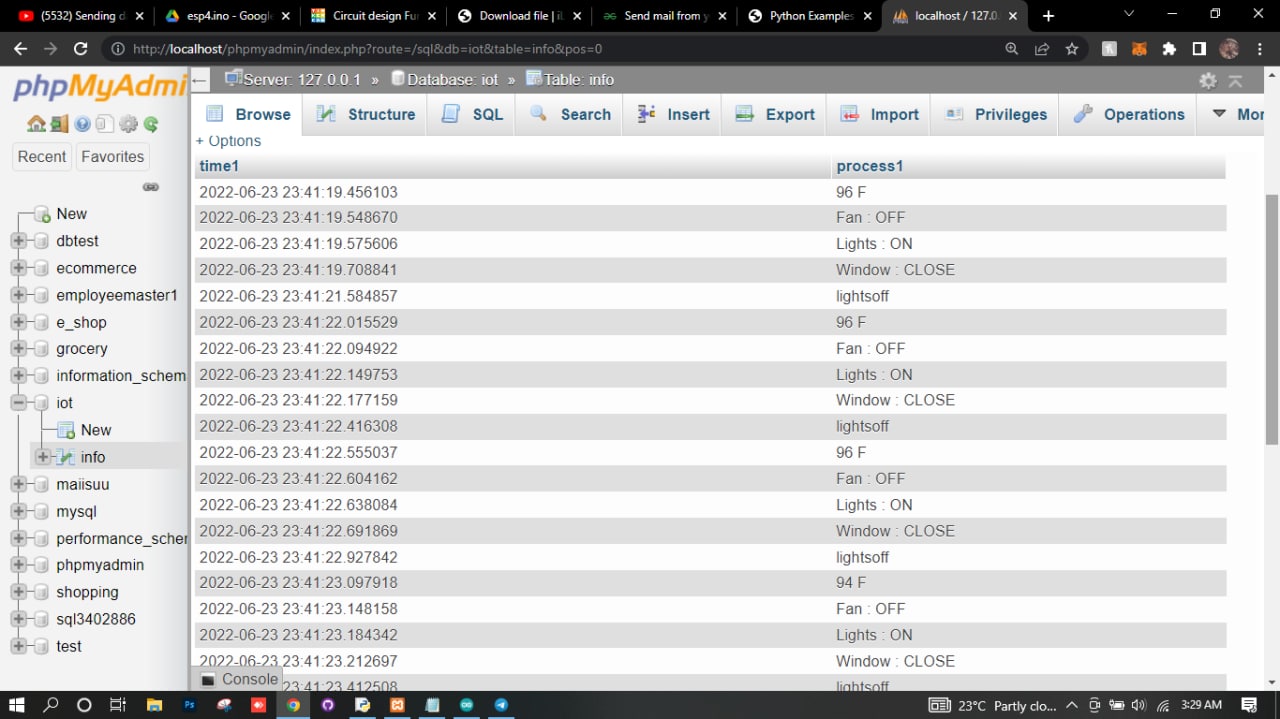 (5532) Sending da
esp4.ino - Google
Circuit design Fun
Download file | iL
Send mail from y
Python Examples
localhost / 127.0.
http://localhost/phpmyadmin/index.php?route=/sql&db=iot&table=info&pos=0
phpMyAdmi
Server: 127.0.0.1 » Database: iot » Table: info
Browse Structure SQL Search Insert Export Import Privileges Operations Mor
Recent Favorites
+ Options
time1 process1
2022-06-23 23:41:19.456103 96 F
2022-06-23 23:41:19.548670 Fan : OFF
2022-06-23 23:41:19.575606 Lights : ON
2022-06-23 23:41:19.708841 Window : CLOSE
2022-06-23 23:41:21.584857 lightsoff
2022-06-23 23:41:22.015529 96 F
2022-06-23 23:41:22.094922 Fan : OFF
2022-06-23 23:41:22.149753 Lights : ON
2022-06-23 23:41:22.177159 Window : CLOSE
2022-06-23 23:41:22.416308 lightsoff
2022-06-23 23:41:22.555037 96 F
2022-06-23 23:41:22.604162 Fan : OFF
2022-06-23 23:41:22.638084 Lights : ON
2022-06-23 23:41:22.691869 Window : CLOSE
2022-06-23 23:41:22.927842 lightsoff
2022-06-23 23:41:23.097918 94 F
2022-06-23 23:41:23.148158 Fan : OFF
2022-06-23 23:41:23.184342 Lights : ON
2022-06-23 23:41:23.212697 Window : CLOSE
23:41:23.412508 lightsoff
New
dbtest
ecommerce
employeemaster1
e_shop
grocery
information_schem
iot
New
info
maiisuu
mysql
performance_scher
phpmyadmin
shopping
sql3402886
test
Console
23°C Partly clo... 3:29 AM